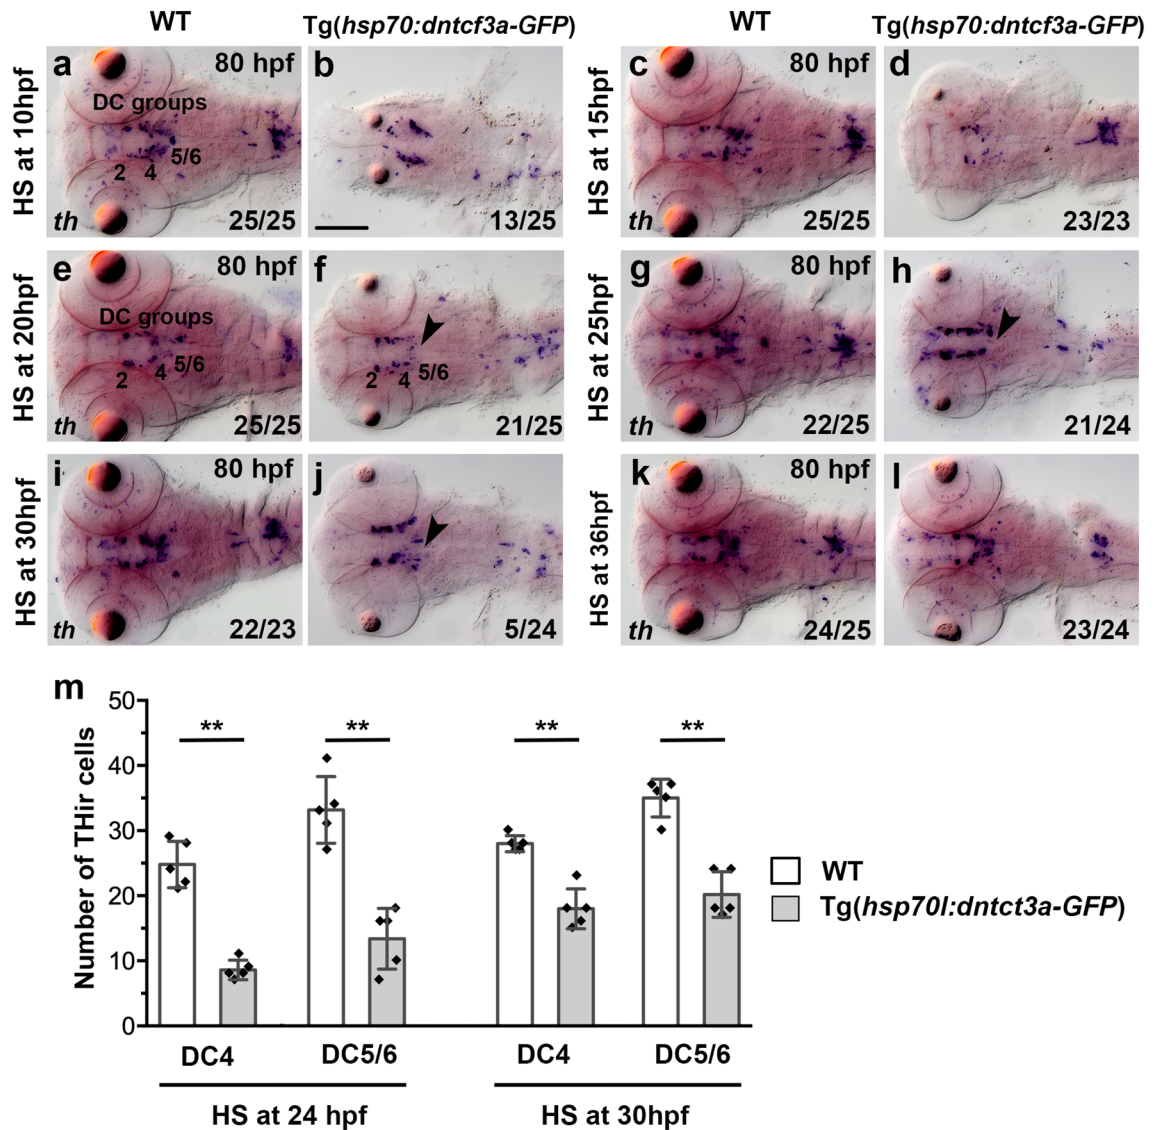 WT Tg(hsp70:dntcf3a-GFP) WT Tg(hsp70:dntcf3a-GFP)
HS at 10hpf
a 80 hpf
DC groups
2 4 5/6
th 25/25
b
13/25
HS at 15hpf
c 80 hpf
25/25
d
23/23
HS at 20hpf
e 80 hpf
DC groups
2 4 5/6
th 25/25
f
2 4 5/6
21/25
HS at 25hpf
g 80 hpf
th 22/25
h
21/24
HS at 30hpf
i 80 hpf
th 22/23
j
5/24
HS at 36hpf
k 80 hpf
th 24/25
l
23/24
m
Number of THir cells
50
40
30
20
10
0
** ** ** **
DC4 DC5/6 DC4 DC5/6
HS at 24 hpf HS at 30hpf
WT
Tg(hsp70l:dntct3a-GFP)